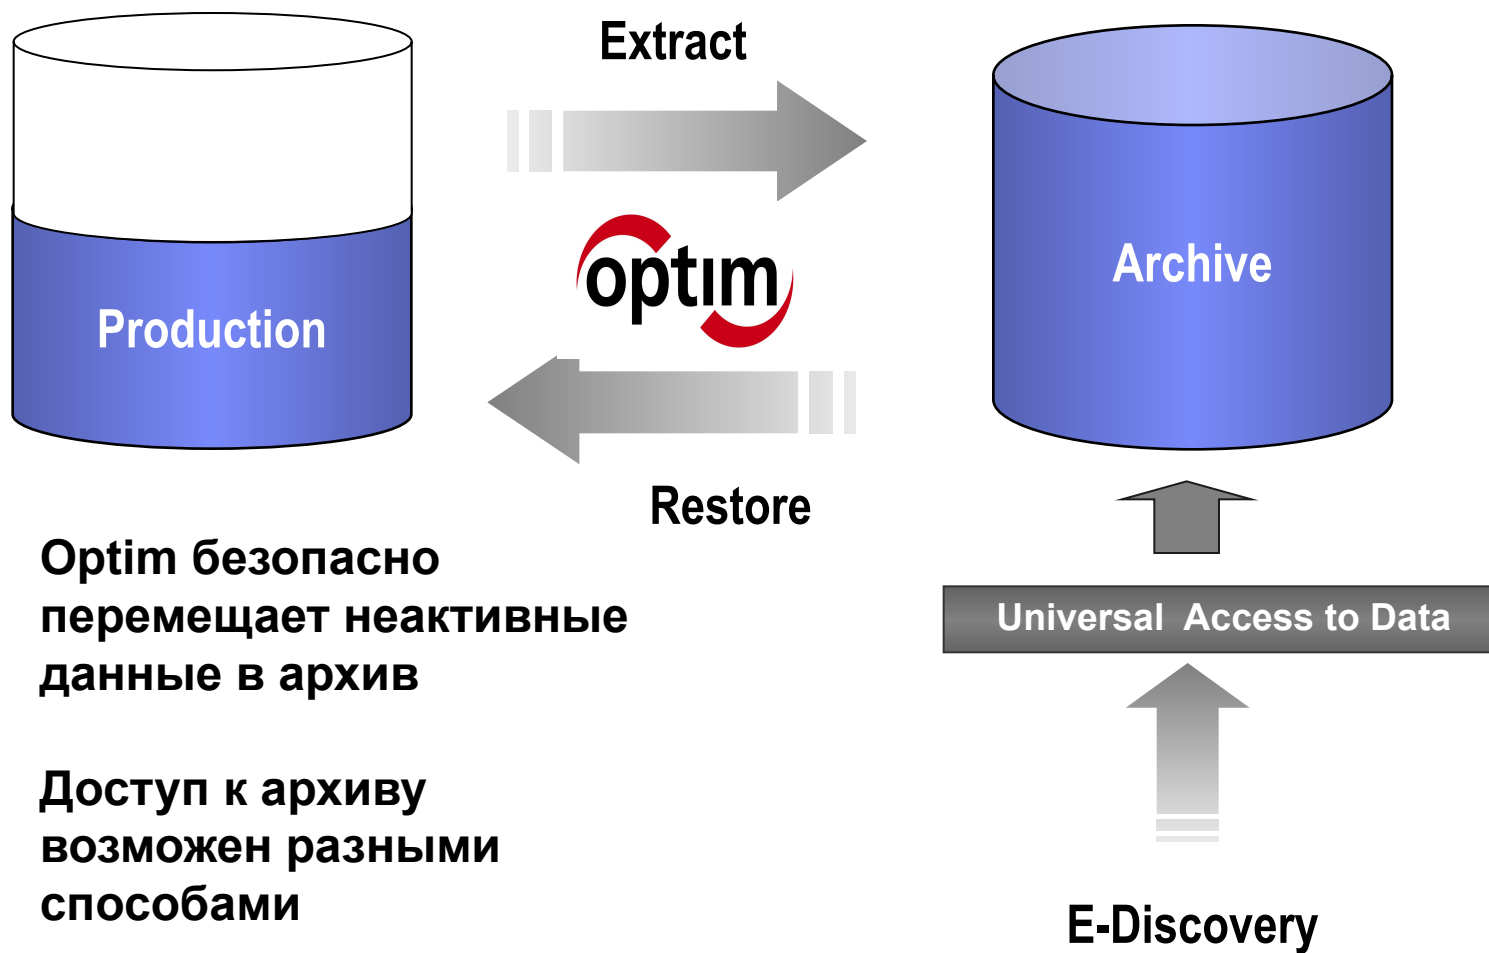 Extract
Production
optim
Archive
Restore
Optim безопасно
перемещает неактивные
данные в архив
Доступ к архиву
возможен разными
способами
Universal Access to Data
E-Discovery